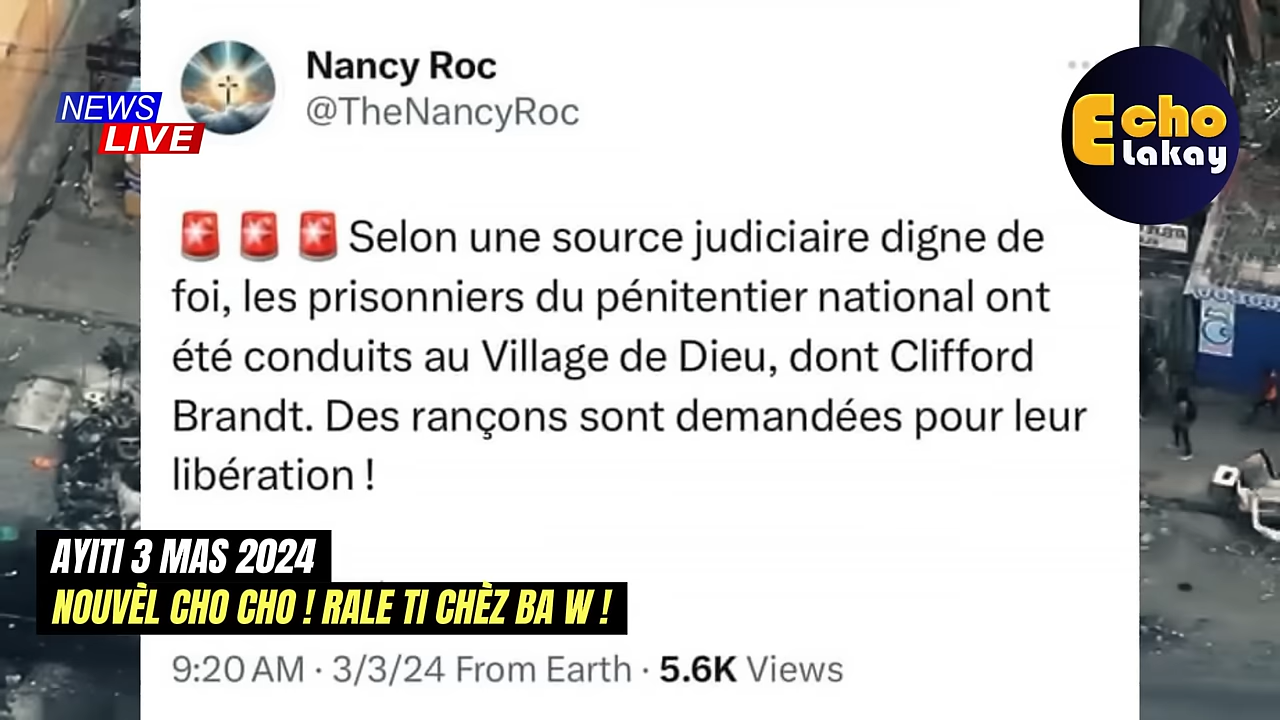 Nancy Roc
@TheNancyRoc
NEWS
LIVE
Echo
Lakay
🚨🚨🚨 Selon une source judiciaire digne de
foi, les prisonniers du pénitentier national ont
été conduits au Village de Dieu, dont Clifford
Brandt. Des rançons sont demandées pour leur
libération !
AYITI 3 MAS 2024
NOUVÈL CHO CHO ! RALE TI CHÈZ BA W !
9:20 AM · 3/3/24 From Earth · 5.6K Views